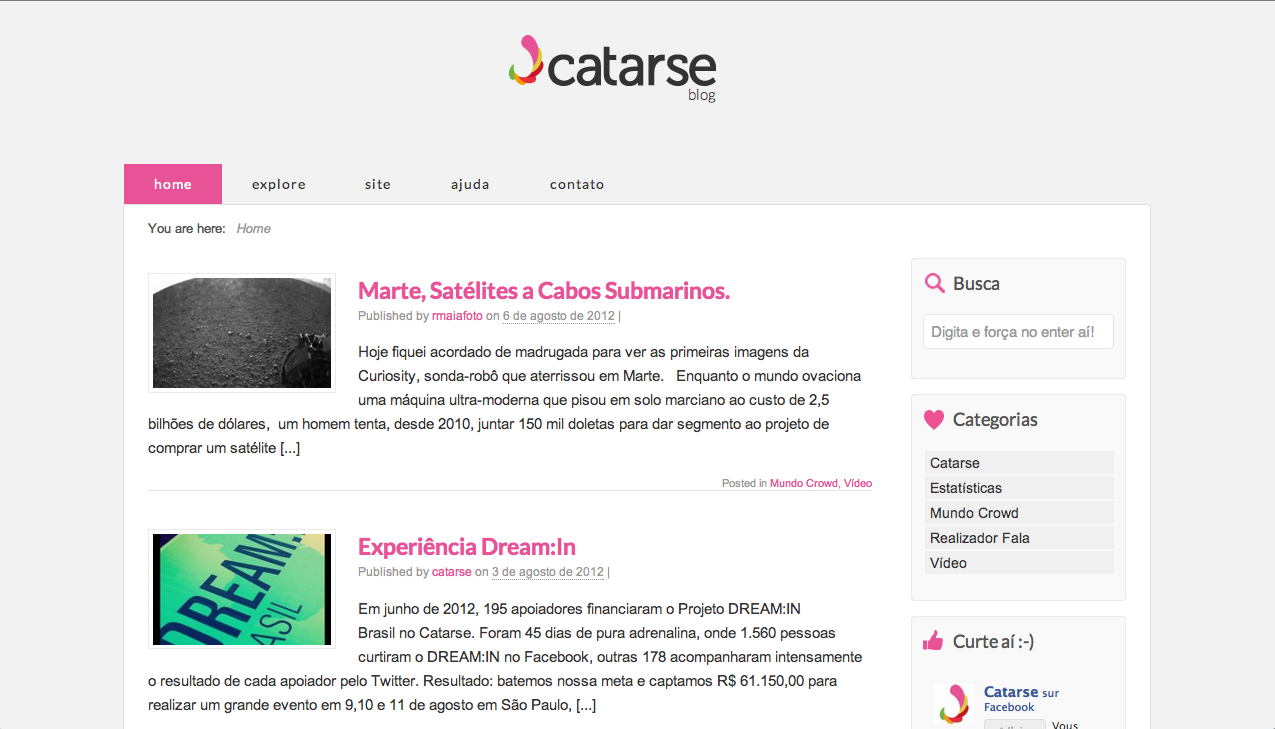 catarse
blog
home explore site ajuda contato
You are here: Home
Marte, Satélites a Cabos Submarinos.
Published by rmaiafoto on 6 de agosto de 2012 |
Hoje fiquei acordado de madrugada para ver as primeiras imagens da
Curiosity, sonda-robô que aterrissou em Marte. Enquanto o mundo ovaciona
uma máquina ultra-moderna que pisou em solo marciano ao custo de 2,5
bilhões de dólares, um homem tenta, desde 2010, juntar 150 mil doletas para dar segmento ao projeto de
comprar um satélite [...]
Posted in Mundo Crowd, Vídeo
DREAM:
ASIL
Experiência Dream:In
Published by catarse on 3 de agosto de 2012 |
Em junho de 2012, 195 apoiadores financiaram o Projeto DREAM:IN
Brasil no Catarse. Foram 45 dias de pura adrenalina, onde 1.560 pessoas
curtiram o DREAM:IN no Facebook, outras 178 acompanharam intensamente
o resultado de cada apoiador pelo Twitter. Resultado: batemos nossa meta e captamos R$ 61.150,00 para
realizar um grande evento em 9,10 e 11 de agosto em São Paulo, [...]
Busca
Digita e força no enter aí!
Categorias
Catarse
Estatísticas
Mundo Crowd
Realizador Fala
Vídeo
Curte aí :-)
Catarse sur
Facebook
Vous